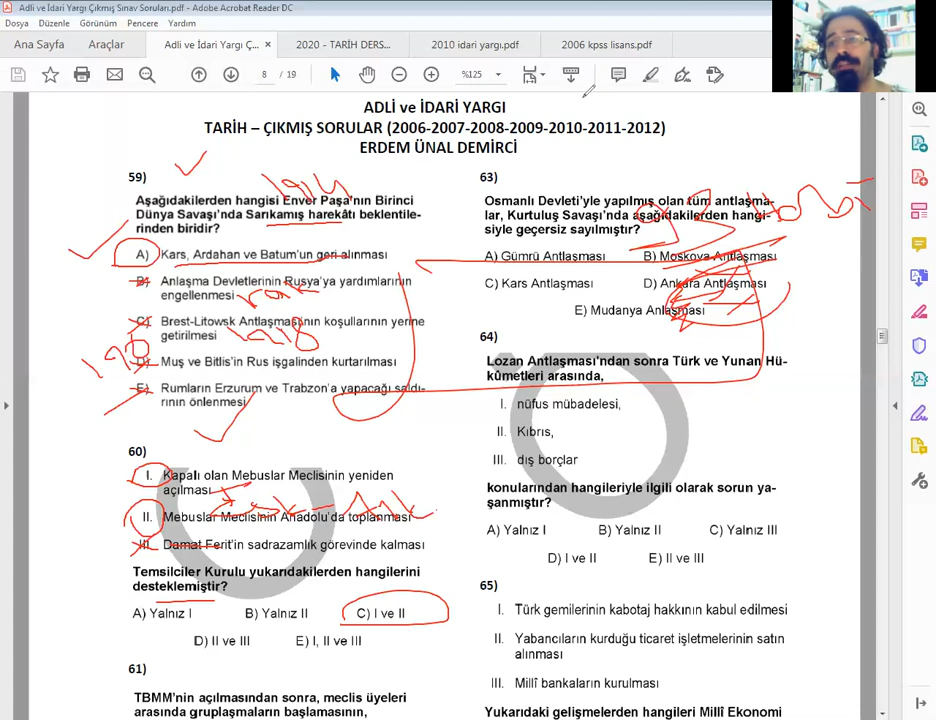 Adli ve İdari Yargı Çıkmış Sınav Soruları.pdf - Adobe Acrobat Reader DC
Dosya Düzenle Görünüm Pencere Yardım
Ana Sayfa Araçlar Adli ve İdari Yargı Ç... × 2020 - TARİH DERS... 2010 idari yargı.pdf 2006 kpss lisans.pdf
8 / 19 %125
ADLİ ve İDARİ YARGI
TARİH – ÇIKMIŞ SORULAR (2006-2007-2008-2009-2010-2011-2012)
ERDEM ÜNAL DEMİRCİ
59)
1914
Aşağıdakilerden hangisi Enver Paşa'nın Birinci
Dünya Savaşı'nda Sarıkamış harekâtı beklentile-
rinden biridir?
A) Kars, Ardahan ve Batum'un geri alınması
B) Anlaşma Devletlerinin Rusya'ya yardımlarının
engellenmesi
C) Brest-Litowsk Antlaşması'nın koşullarının yerine
getirilmesi
1918
D) Muş ve Bitlis'in Rus işgalinden kurtarılması
E) Rumların Erzurum ve Trabzon'a yapacağı saldı-
rının önlenmesi
60)
I. Kapalı olan Mebuslar Meclisinin yeniden
açılması
II. Mebuslar Meclisinin Anadolu'da toplanması
III. Damat Ferit'in sadrazamlık görevinde kalması
Temsilciler Kurulu yukarıdakilerden hangilerini
desteklemiştir?
A) Yalnız I B) Yalnız II C) I ve II
D) II ve III E) I, II ve III
61)
TBMM'nin açılmasından sonra, meclis üyeleri
arasında gruplaşmaların başlamasının,
63)
Osmanlı Devleti'yle yapılmış olan tüm antlaşma-
lar, Kurtuluş Savaşı'nda aşağıdakilerden hangi-
siyle geçersiz sayılmıştır?
A) Gümrü Antlaşması B) Moskova Antlaşması
C) Kars Antlaşması D) Ankara Antlaşması
E) Mudanya Anlaşması
64)
Lozan Antlaşması'ndan sonra Türk ve Yunan Hü-
kûmetleri arasında,
I. nüfus mübadelesi,
II. Kıbrıs,
III. dış borçlar
konularından hangileriyle ilgili olarak sorun ya-
şanmıştır?
A) Yalnız I B) Yalnız II C) Yalnız III
D) I ve II E) II ve III
65)
I. Türk gemilerinin kabotaj hakkının kabul edilmesi
II. Yabancıların kurduğu ticaret işletmelerinin satın
alınması
III. Millî bankaların kurulması
Yukarıdaki gelişmelerden hangileri Millî Ekonomi